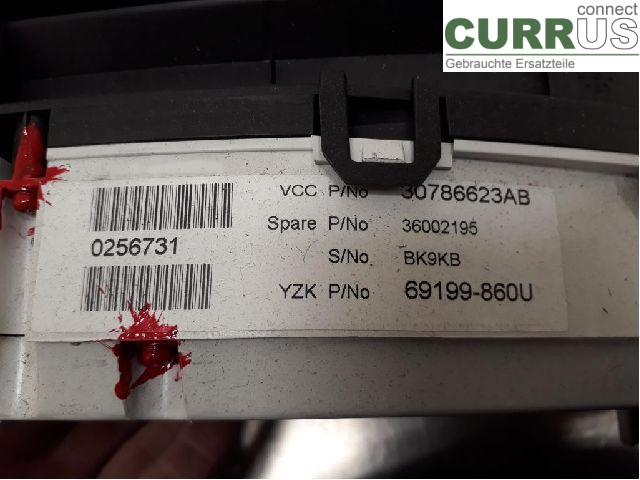 connect
CURRUS
Gebrauchte Ersatzteile
VCC P/No 30786623AB
Spare P/No 36002195
0256731
S/No BK9KB
YZK P/No 69199-860U